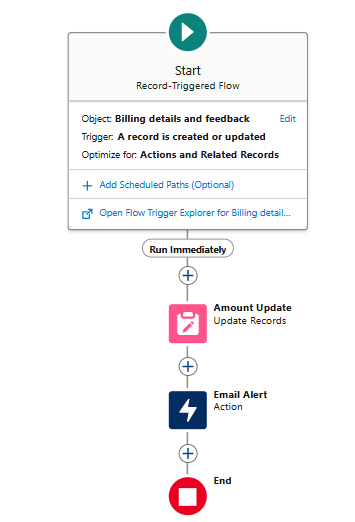 Start
Record-Triggered Flow
Object: Billing details and feedback Edit
Trigger: A record is created or updated
Optimize for: Actions and Related Records
Add Scheduled Paths (Optional)
Open Flow Trigger Explorer for Billing detail...
Run Immediately
Amount Update
Update Records
Email Alert
Action
End